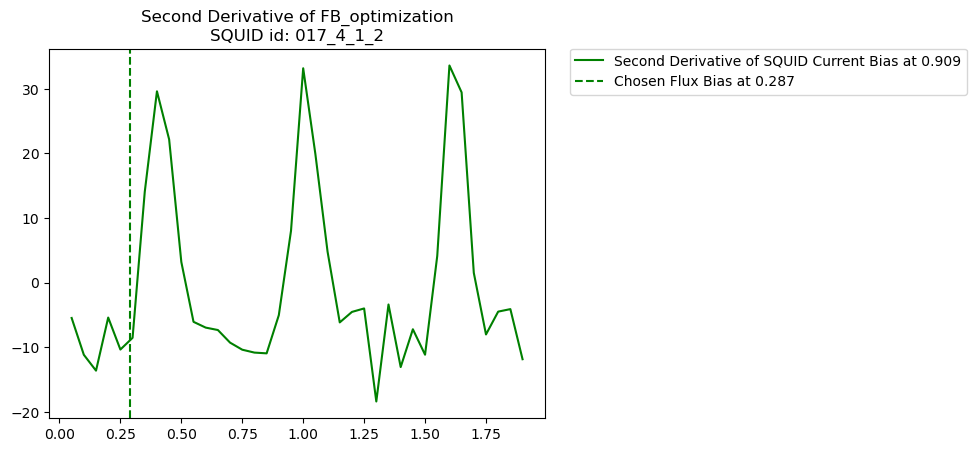 Second Derivative of FB_optimization
SQUID id: 017_4_1_2
Second Derivative of SQUID Current Bias at 0.909
Chosen Flux Bias at 0.287
30
20
10
0
−10
−20
0.00 0.25 0.50 0.75 1.00 1.25 1.50 1.75